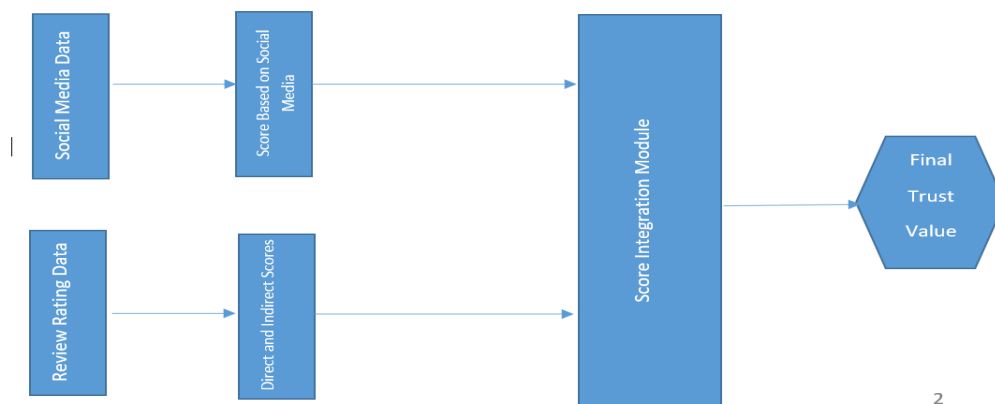 Social Media Data
Score Based on Social
Media
Review Rating Data
Direct and Indirect Scores
Score Integration Module
Final
Trust
Value
2